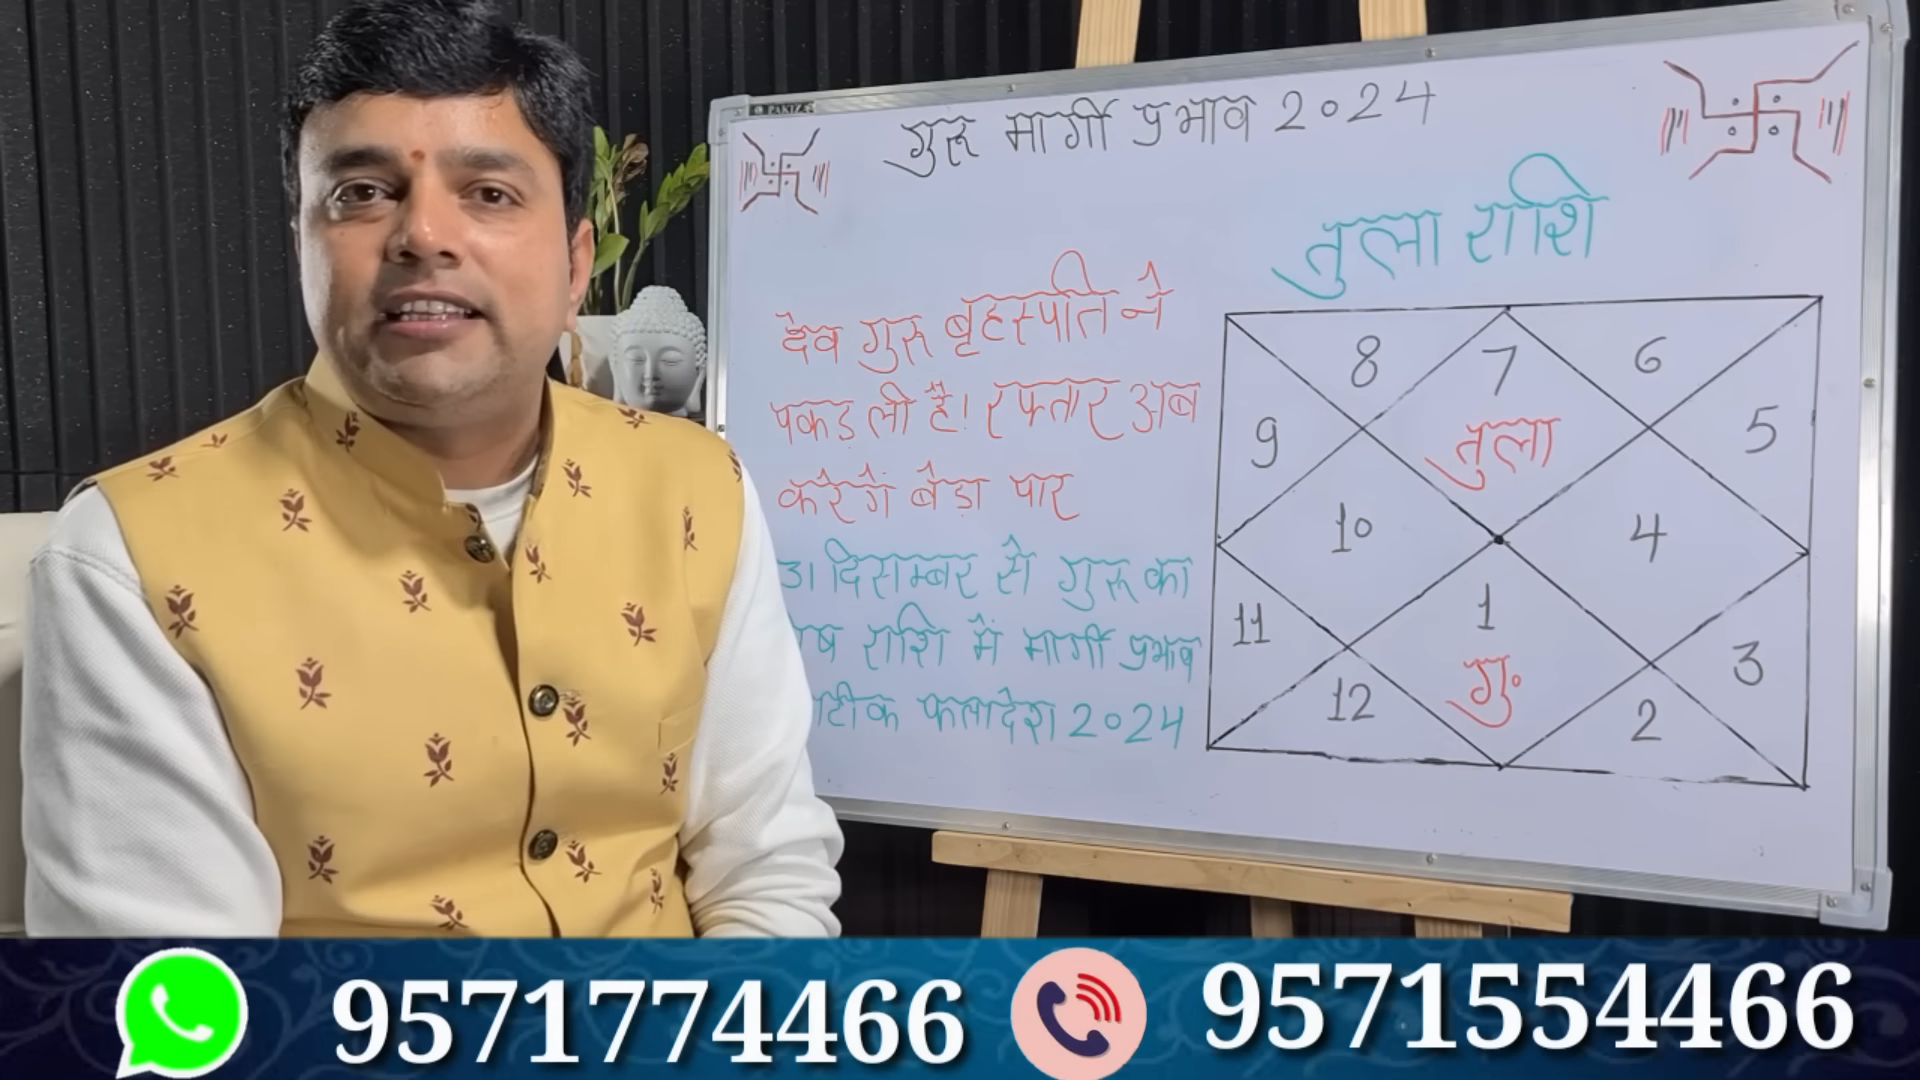 गुरू मार्गी प्रभाव 2024
तुला राशि
देव गुरू बृहस्पति ने
पकड़ ली है। रफ्तार अब
करेगें बेड़ा पार
31 दिसम्बर से गुरू का
राशि में मार्गी प्रभाव
फलादेश 2024
8 7 6
9 तुला 5
10 4
11 1 3
12 गु॰ 2
9571774466 9571554466